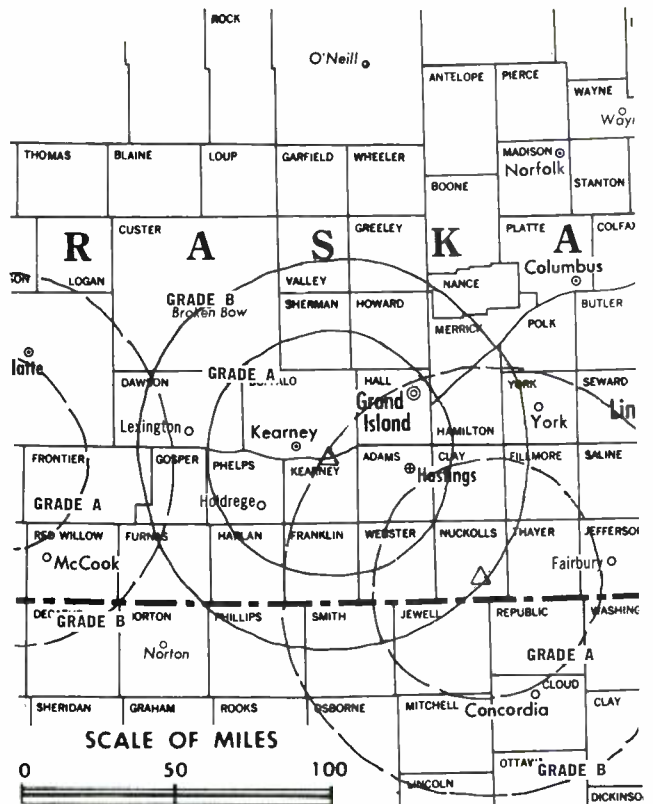 ROCK
O'Neill
ANTELOPE
PIERCE
WAYNE
THOMAS
BLAINE
LOUP
GARFIELD
WHEELER
MADISON
Norfolk
BOONE
STANTON
CUSTER
GREELEY
PLATTE
R A S K A
LOGAN
VALLEY
NANCE
Columbus
GRADE B
Broken Bow
SHERMAN
HOWARD
MERRICK
POLK
BUTLER
GRADE A
DAWSON
HALL
YORK
SEWARD
Grand
Island
Lexington
Kearney
HAMILTON
York
FRONTIER
GOSPER
PHELPS
KEARNEY
ADAMS
CLAY
FILLMORE
SALINE
Hastings
GRADE A
Holdrege
RED WILLOW
FURNAS
HARLAN
FRANKLIN
WEBSTER
NUCKOLLS
THAYER
McCook
Fairbury
GRADE B
PHILLIPS
SMITH
JEWELL
REPUBLIC
Norton
GRADE A
CLOUD
SHERIDAN
GRAHAM
ROOKS
OSBORNE
MITCHELL
Concordia
CLAY
SCALE OF MILES
GRADE B
0 50 100
LINCOLN